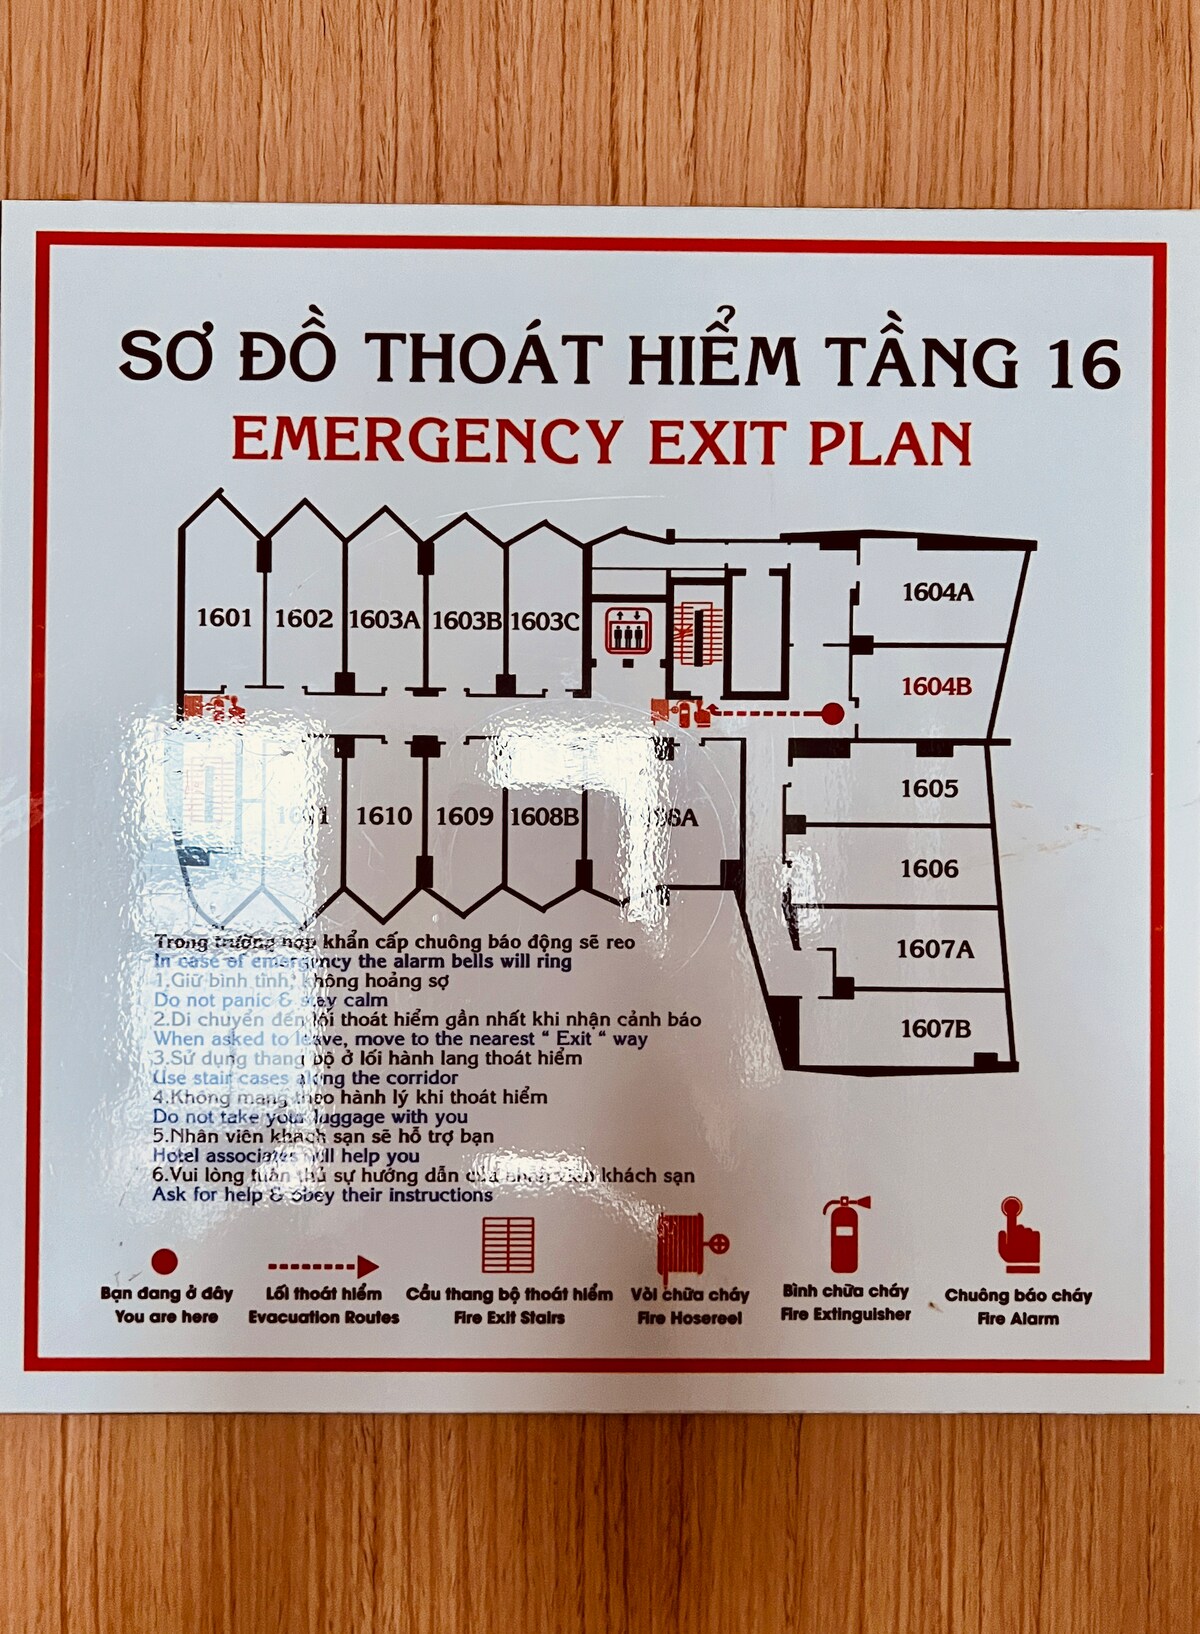 SƠ ĐỒ THOÁT HIỂM TẦNG 16
EMERGENCY EXIT PLAN
1601
1602
1603A
1603B
1603C
1604A
1604B
1605
1610
1609
1608B
1606
1607A
1607B
Trong trường hợp khẩn cấp chuông báo động sẽ reo
In case of emergency the alarm bells will ring
1.Giữ bình tĩnh, không hoảng sợ
Do not panic & stay calm
2.Di chuyển đến lối thoát hiểm gần nhất khi nhận cảnh báo
When asked to leave, move to the nearest “ Exit “ way
3.Sử dụng thang bộ ở lối hành lang thoát hiểm
Use stair cases along the corridor
4.Không mang theo hành lý khi thoát hiểm
Do not take your luggage with you
5.Nhân viên khách sạn sẽ hỗ trợ bạn
Hotel associates will help you
6.Vui lòng tuân thủ sự hướng dẫn của nhân viên khách sạn
Ask for help & obey their instructions
Bạn đang ở đây
You are here
Lối thoát hiểm
Evacuation Routes
Cầu thang bộ thoát hiểm
Fire Exit Stairs
Vòi chữa cháy
Fire Hosereel
Bình chữa cháy
Fire Extinguisher
Chuông báo cháy
Fire Alarm